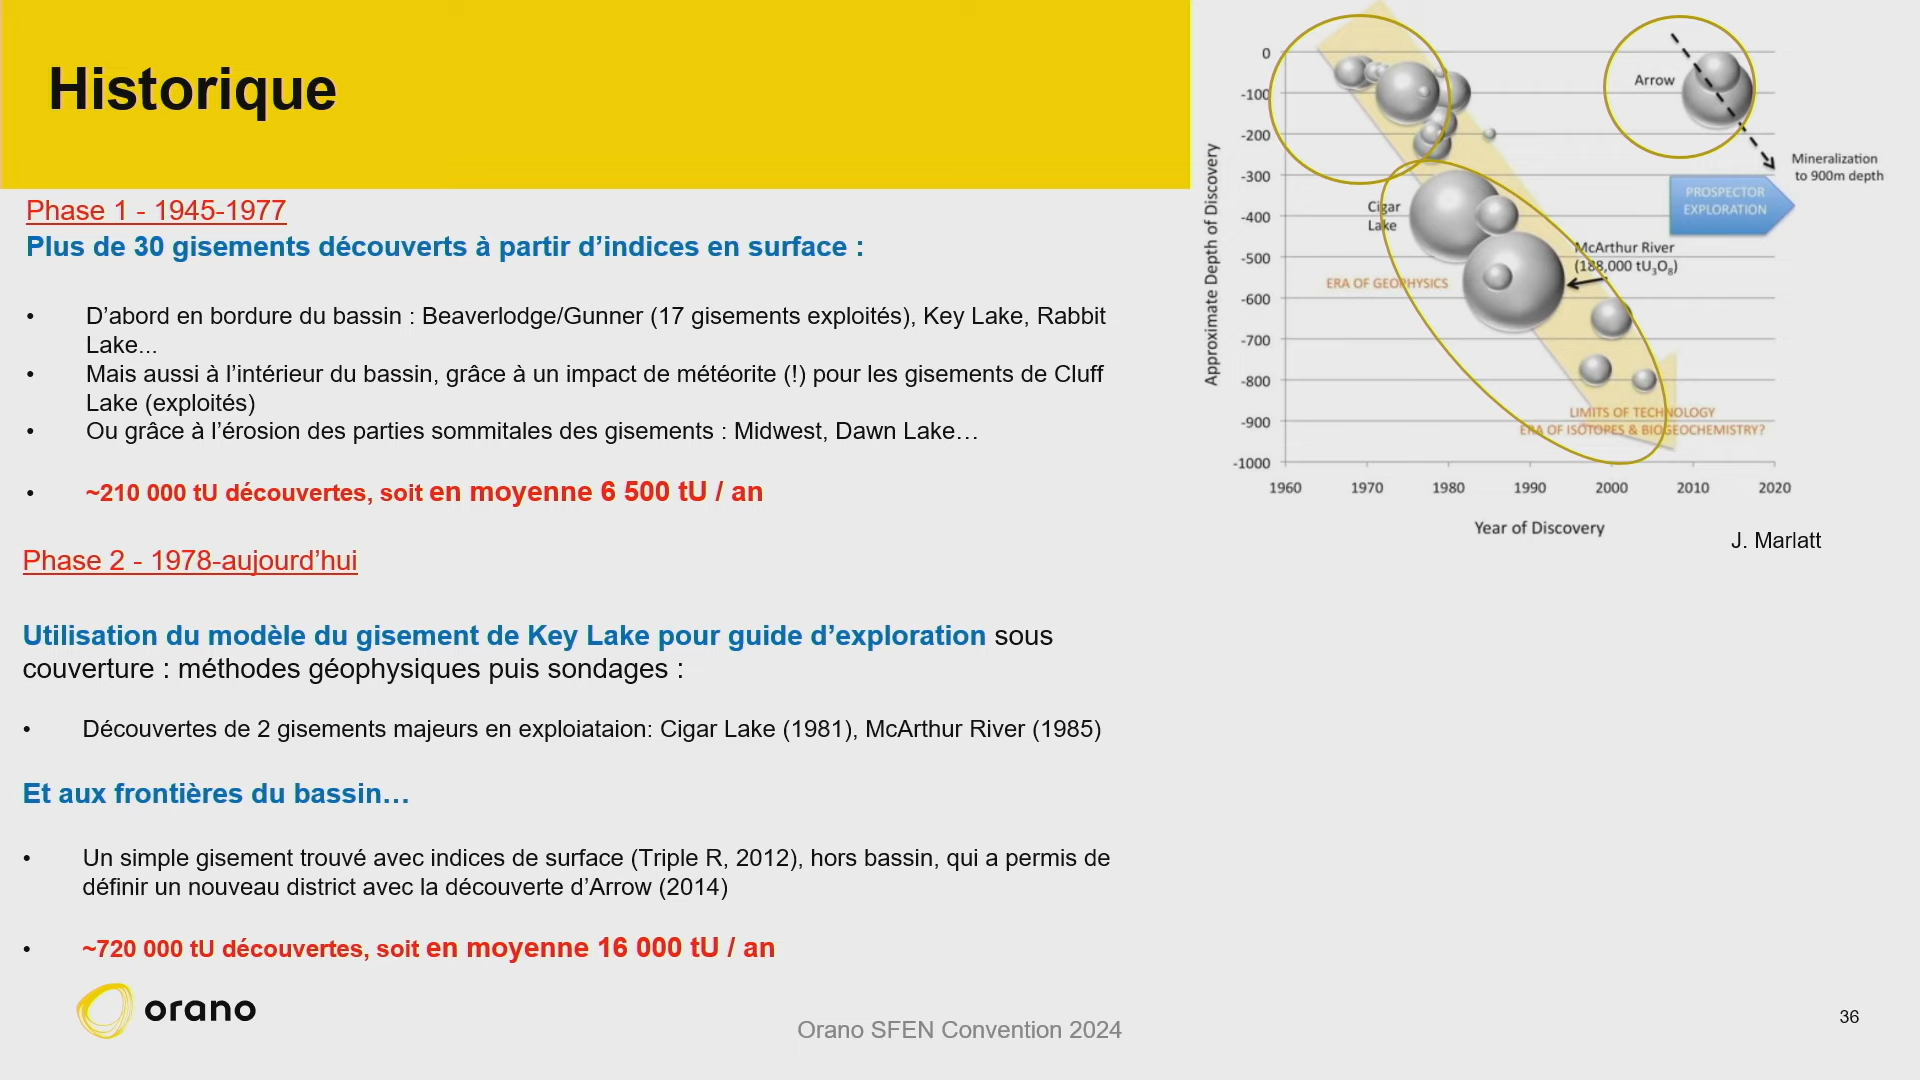 Historique
Phase 1 - 1945-1977
Plus de 30 gisements découverts à partir d’indices en surface :
• D’abord en bordure du bassin : Beaverlodge/Gunner (17 gisements exploités), Key Lake, Rabbit
Lake...
• Mais aussi à l’intérieur du bassin, grâce à un impact de météorite (!) pour les gisements de Cluff
Lake (exploités)
• Ou grâce à l’érosion des parties sommitales des gisements : Midwest, Dawn Lake…
• ~210 000 tU découvertes, soit en moyenne 6 500 tU / an
Phase 2 - 1978-aujourd’hui
Utilisation du modèle du gisement de Key Lake pour guide d’exploration sous
couverture : méthodes géophysiques puis sondages :
• Découvertes de 2 gisements majeurs en exploiataion: Cigar Lake (1981), McArthur River (1985)
Et aux frontières du bassin…
• Un simple gisement trouvé avec indices de surface (Triple R, 2012), hors bassin, qui a permis de
définir un nouveau district avec la découverte d’Arrow (2014)
• ~720 000 tU découvertes, soit en moyenne 16 000 tU / an
Approximate Depth of Discovery
0
-100
-200
-300
-400
-500
-600
-700
-800
-900
-1000
1960 1970 1980 1990 2000 2010 2020
Year of Discovery
Arrow
Mineralization
to 900m depth
PROSPECTOR
EXPLORATION
Cigar
Lake
McArthur River
(188,000 tU3O8)
ERA OF GEOPHYSICS
LIMITS OF TECHNOLOGY
ERA OF ISOTOPES & BIOGEOCHEMISTRY?
J. Marlatt
orano
Orano SFEN Convention 2024
36